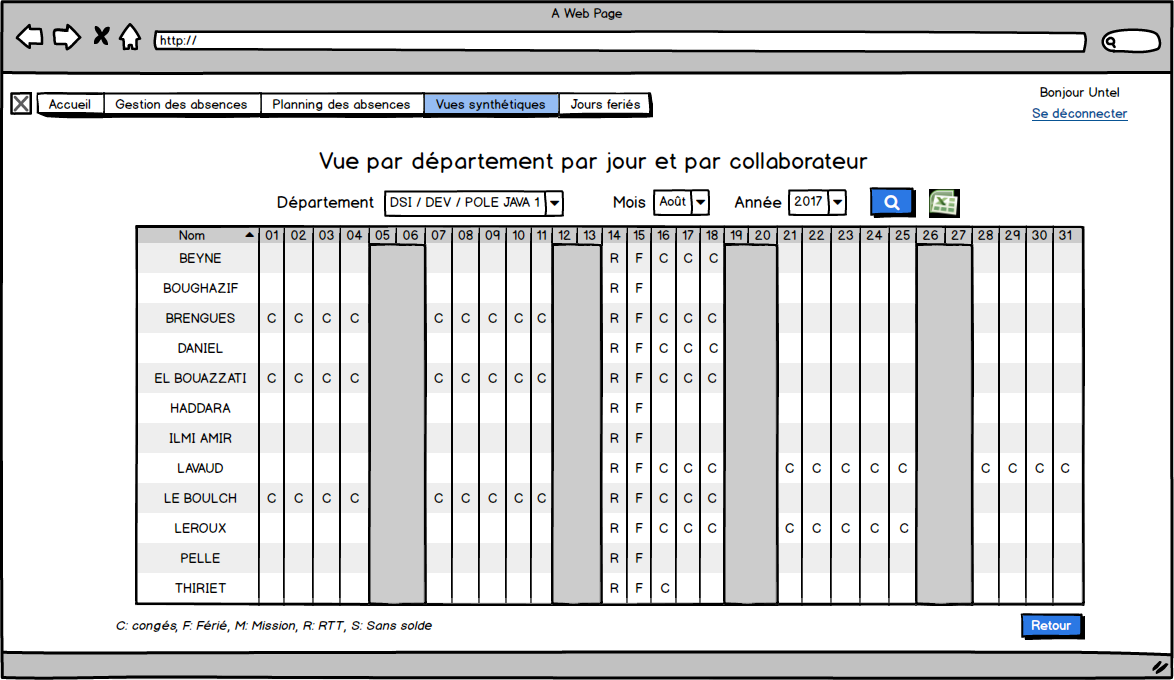 A Web Page
http://
Accueil Gestion des absences Planning des absences Vues synthétiques Jours feriés
Bonjour Untel
Se déconnecter
Vue par département par jour et par collaborateur
Département DSI / DEV / POLE JAVA 1 Mois Août Année 2017
Nom 01 02 03 04 05 06 07 08 09 10 11 12 13 14 15 16 17 18 19 20 21 22 23 24 25 26 27 28 29 30 31
BEYNE R F C C C
BOUGHAZIF R F
BRENGUES C C C C C C C C C R F C C C
DANIEL R F C C C
EL BOUAZZATI C C C C C C C C C R F C C C
HADDARA R F
ILMI AMIR R F
LAVAUD R F C C C C C C C C C C C C
LE BOULCH C C C C C C C C C R F C C C
LEROUX R F C C C C C C C C
PELLE R F
THIRIET R F C
C: congés, F: Férié, M: Mission, R: RTT, S: Sans solde
Retour